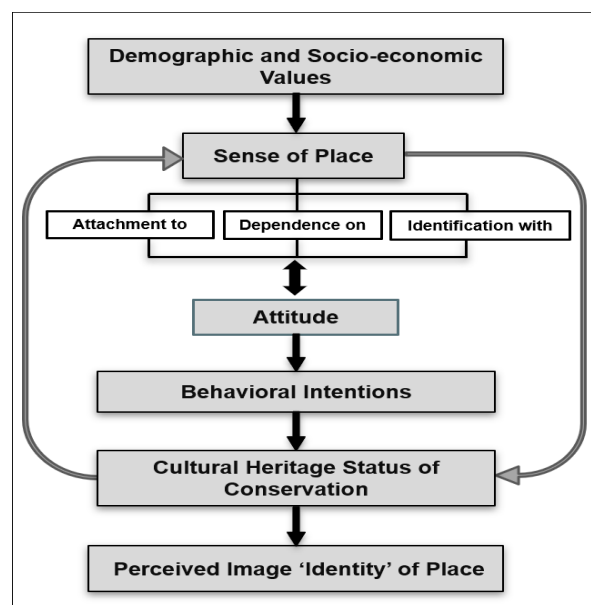 Demographic and Socio-economic
Values
Sense of Place
Attachment to
Dependence on
Identification with
Attitude
Behavioral Intentions
Cultural Heritage Status of
Conservation
Perceived Image ‘Identity’ of Place